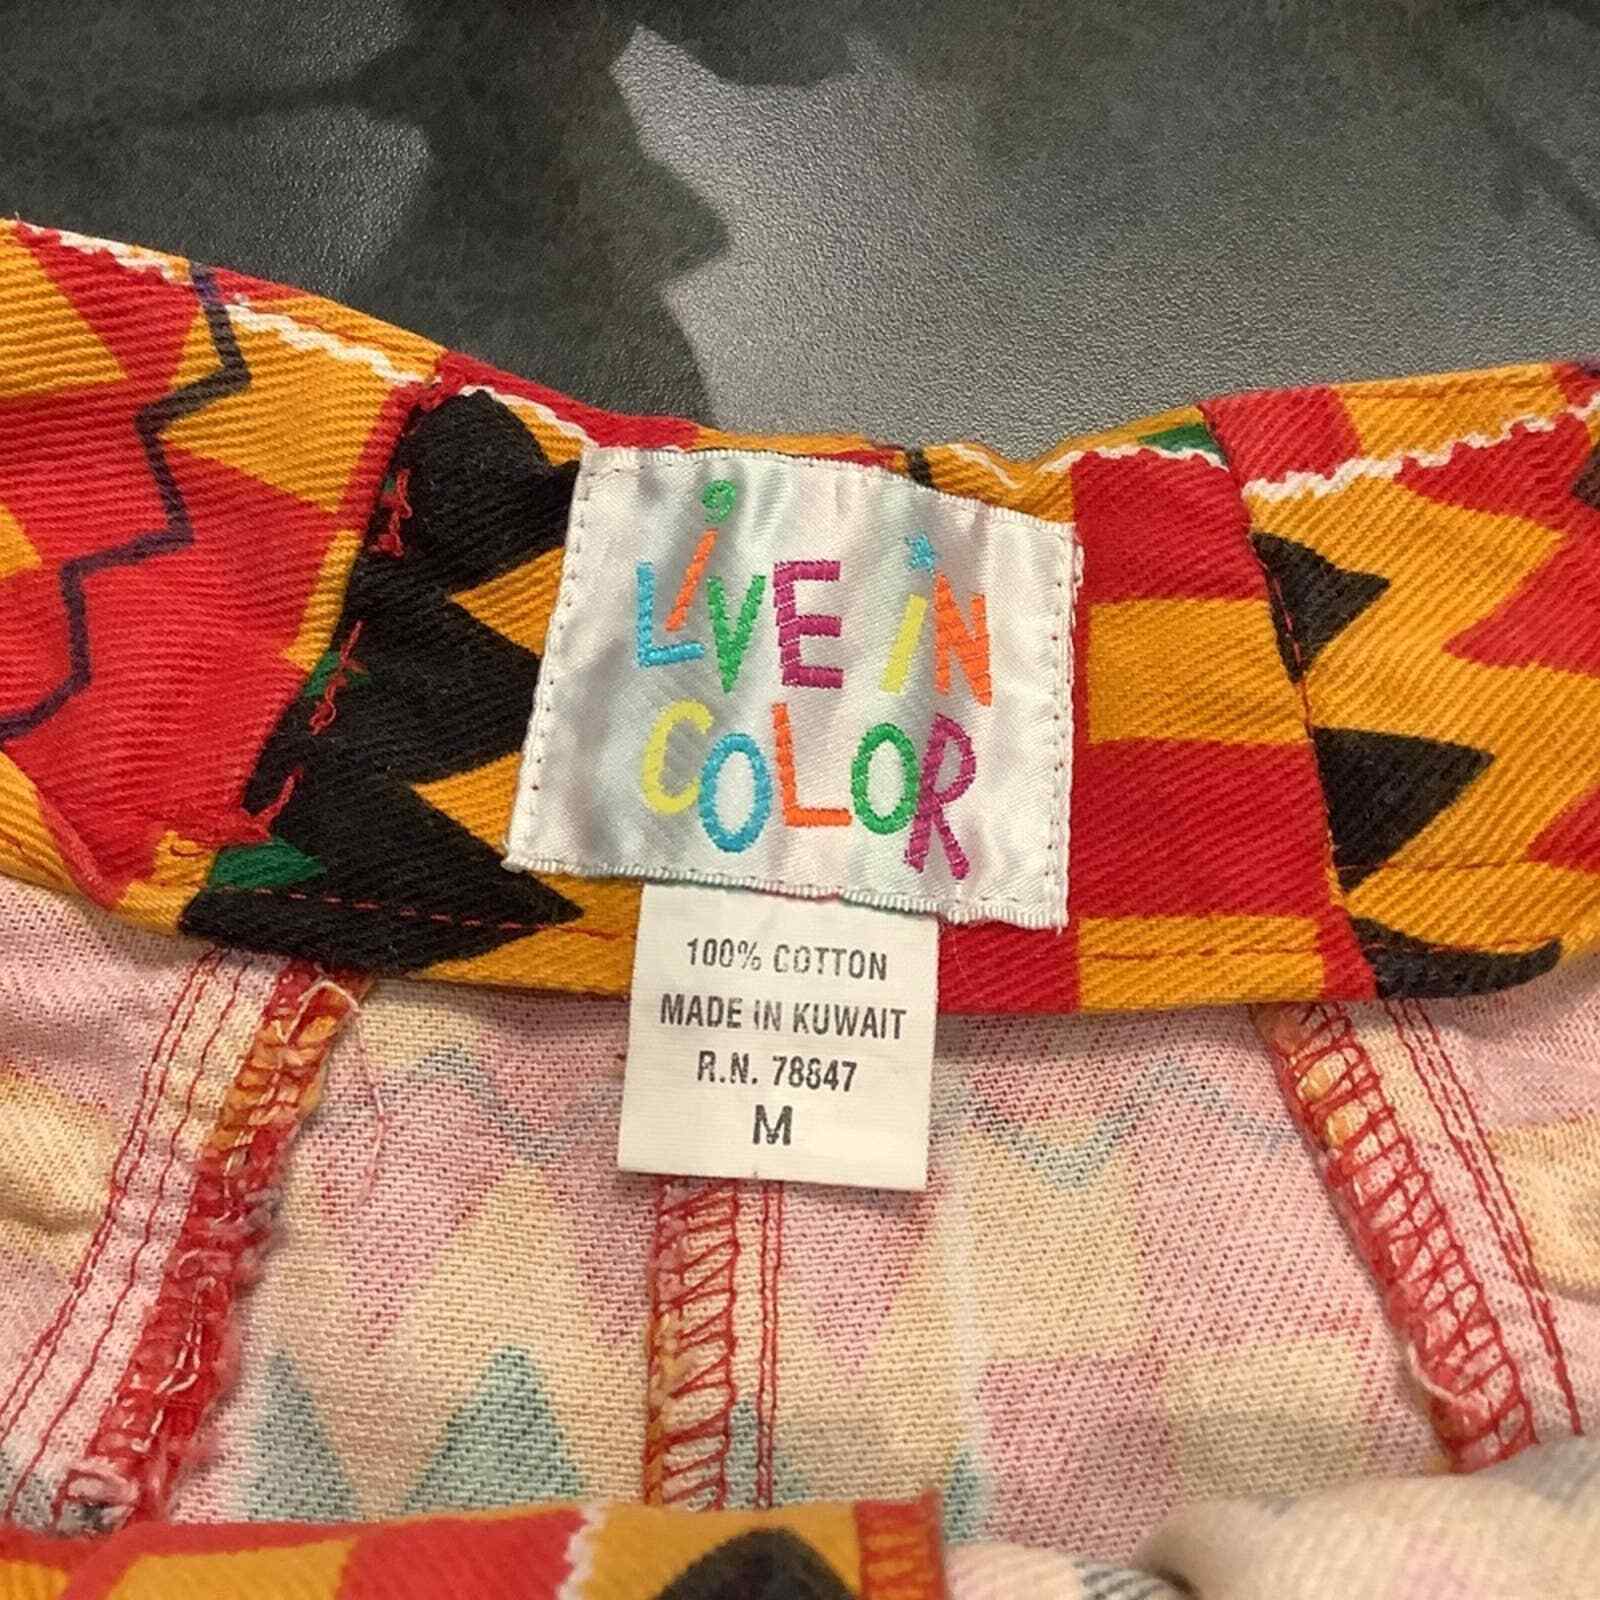 LIVE IN
COLOR
100% COTTON
MADE IN KUWAIT
R.N. 78847
M